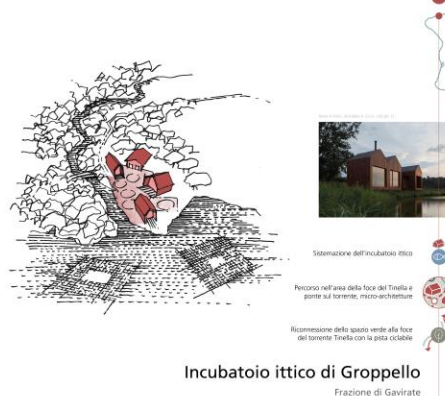 Sistemazione dell'incubatoio ittico
Percorso nell'area della foce del Tinella e
ponte sul torrente, micro-architetture
Riconnessione dello spazio verde alla foce
del torrente Tinella con la pista ciclabile
Incubatoio ittico di Groppello
Frazione di Gavirate